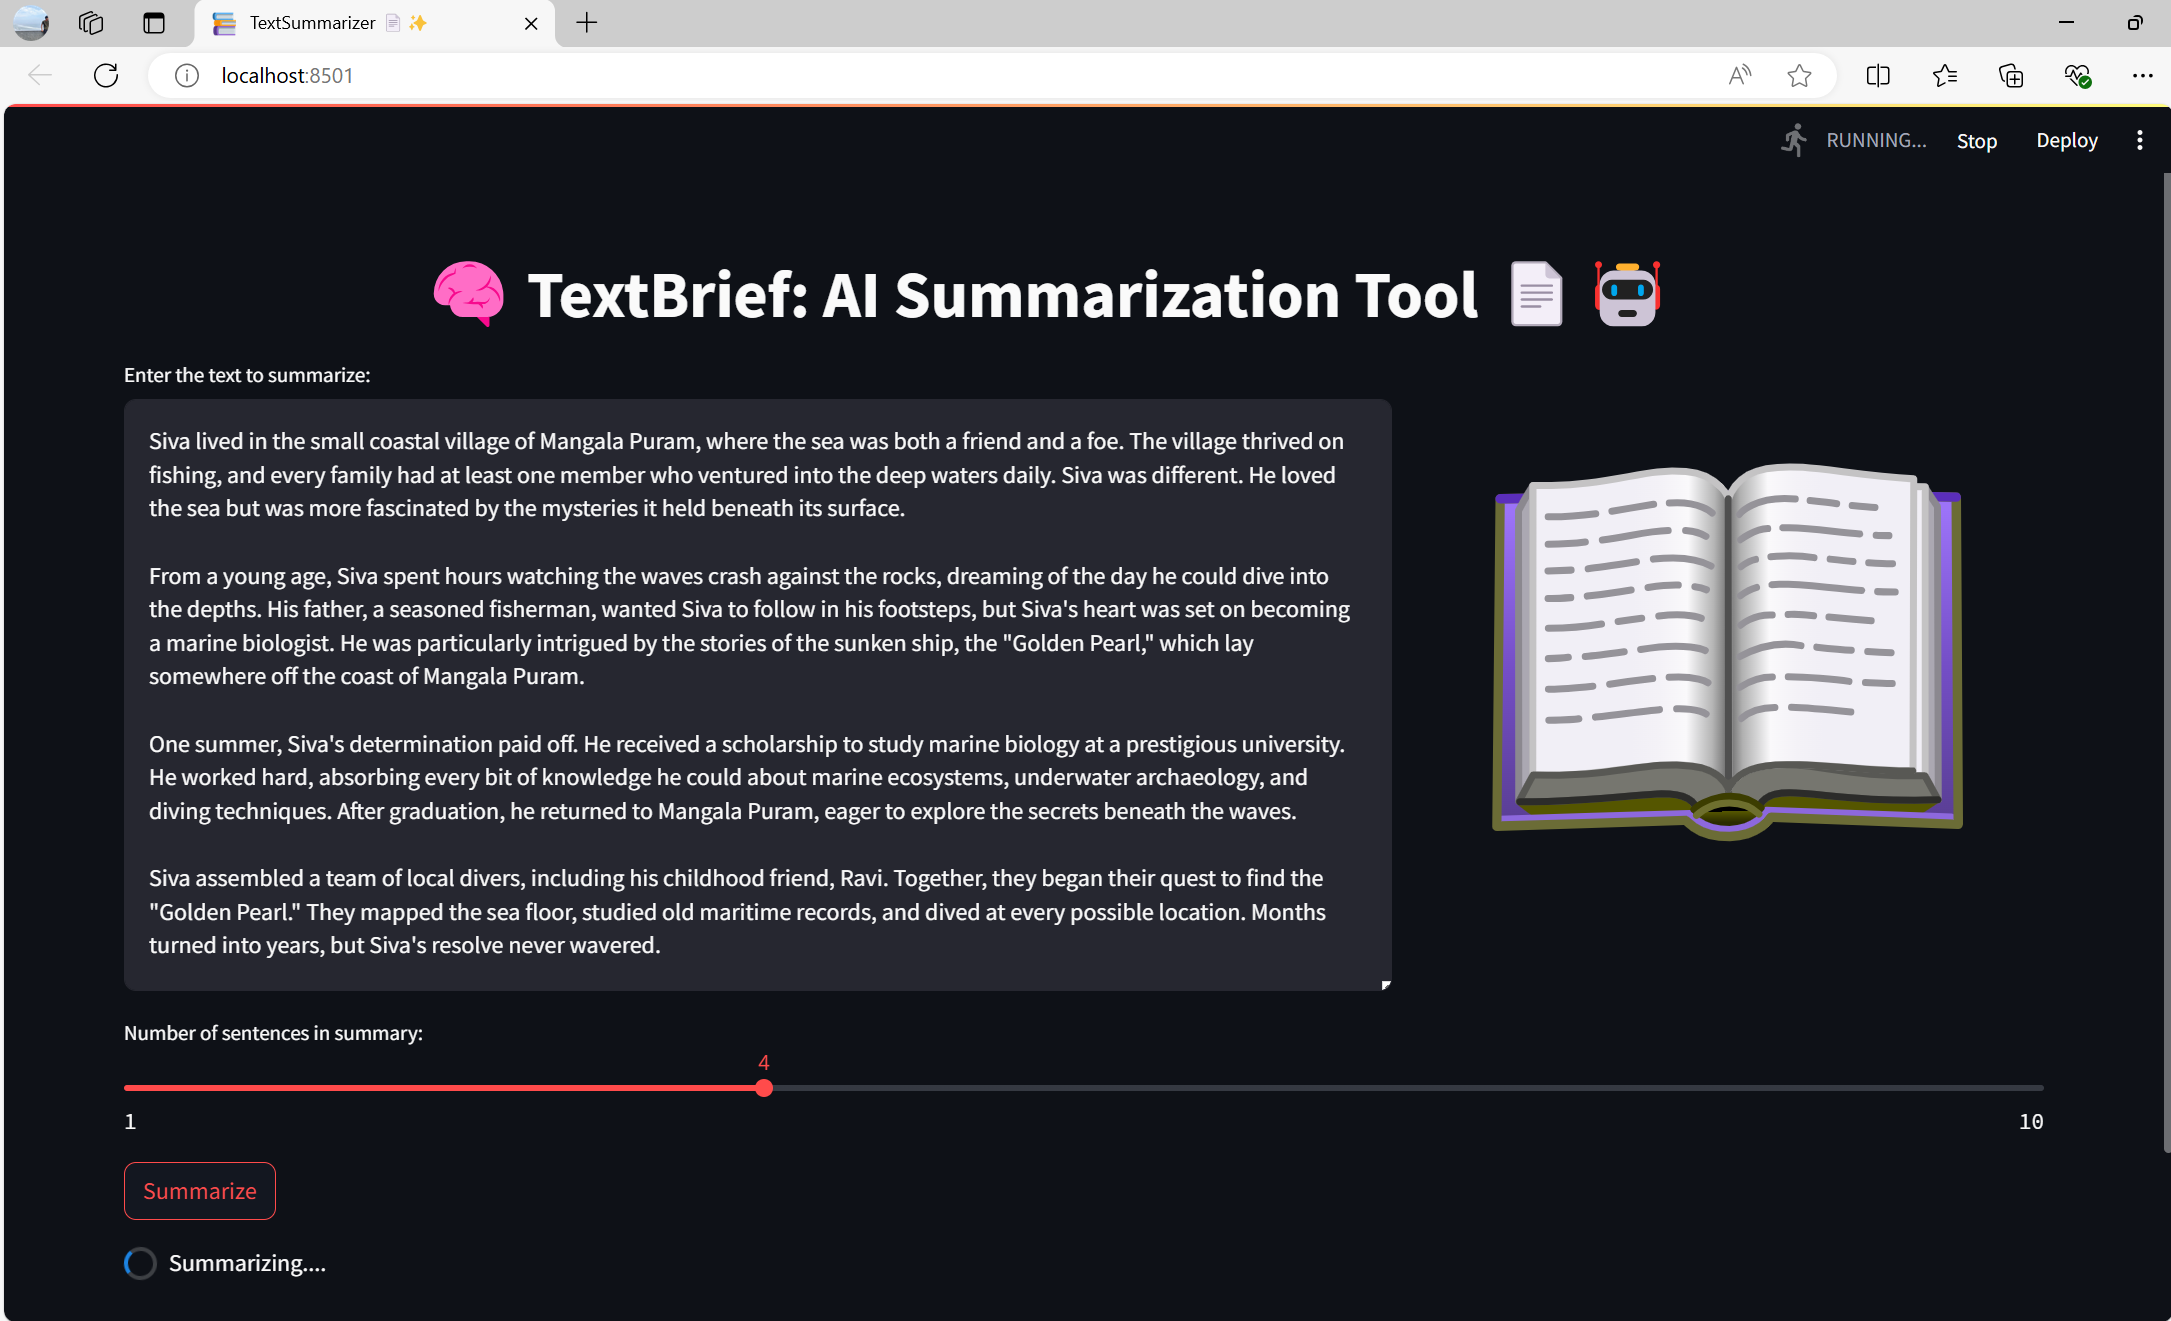 TextSummarizer
localhost:8501
RUNNING...
Stop
Deploy
TextBrief: AI Summarization Tool
Enter the text to summarize:
Siva lived in the small coastal village of Mangala Puram, where the sea was both a friend and a foe. The village thrived on
fishing, and every family had at least one member who ventured into the deep waters daily. Siva was different. He loved
the sea but was more fascinated by the mysteries it held beneath its surface.
From a young age, Siva spent hours watching the waves crash against the rocks, dreaming of the day he could dive into
the depths. His father, a seasoned fisherman, wanted Siva to follow in his footsteps, but Siva's heart was set on becoming
a marine biologist. He was particularly intrigued by the stories of the sunken ship, the "Golden Pearl," which lay
somewhere off the coast of Mangala Puram.
One summer, Siva's determination paid off. He received a scholarship to study marine biology at a prestigious university.
He worked hard, absorbing every bit of knowledge he could about marine ecosystems, underwater archaeology, and
diving techniques. After graduation, he returned to Mangala Puram, eager to explore the secrets beneath the waves.
Siva assembled a team of local divers, including his childhood friend, Ravi. Together, they began their quest to find the
"Golden Pearl." They mapped the sea floor, studied old maritime records, and dived at every possible location. Months
turned into years, but Siva's resolve never wavered.
Number of sentences in summary:
4
1
10
Summarize
Summarizing....